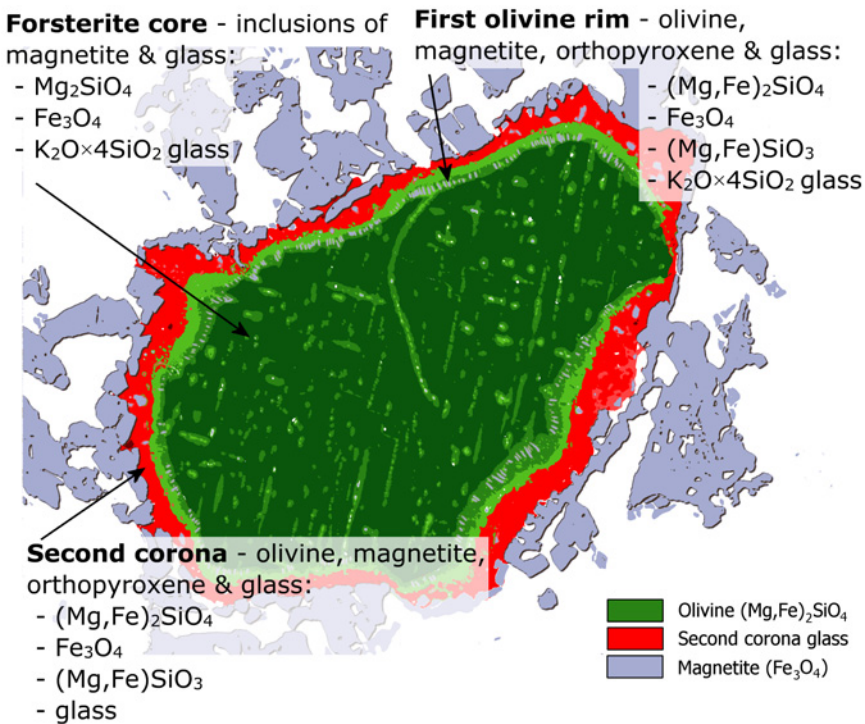 Forsterite core - inclusions of
magnetite & glass:
- Mg₂SiO₄
- Fe₃O₄
- K₂O×4SiO₂ glass
First olivine rim - olivine,
magnetite, orthopyroxene & glass:
- (Mg,Fe)₂SiO₄
- Fe₃O₄
- (Mg,Fe)SiO₃
- K₂O×4SiO₂ glass
Second corona - olivine, magnetite,
orthopyroxene & glass:
- (Mg,Fe)₂SiO₄
- Fe₃O₄
- (Mg,Fe)SiO₃
- glass
Olivine (Mg,Fe)₂SiO₄
Second corona glass
Magnetite (Fe₃O₄)